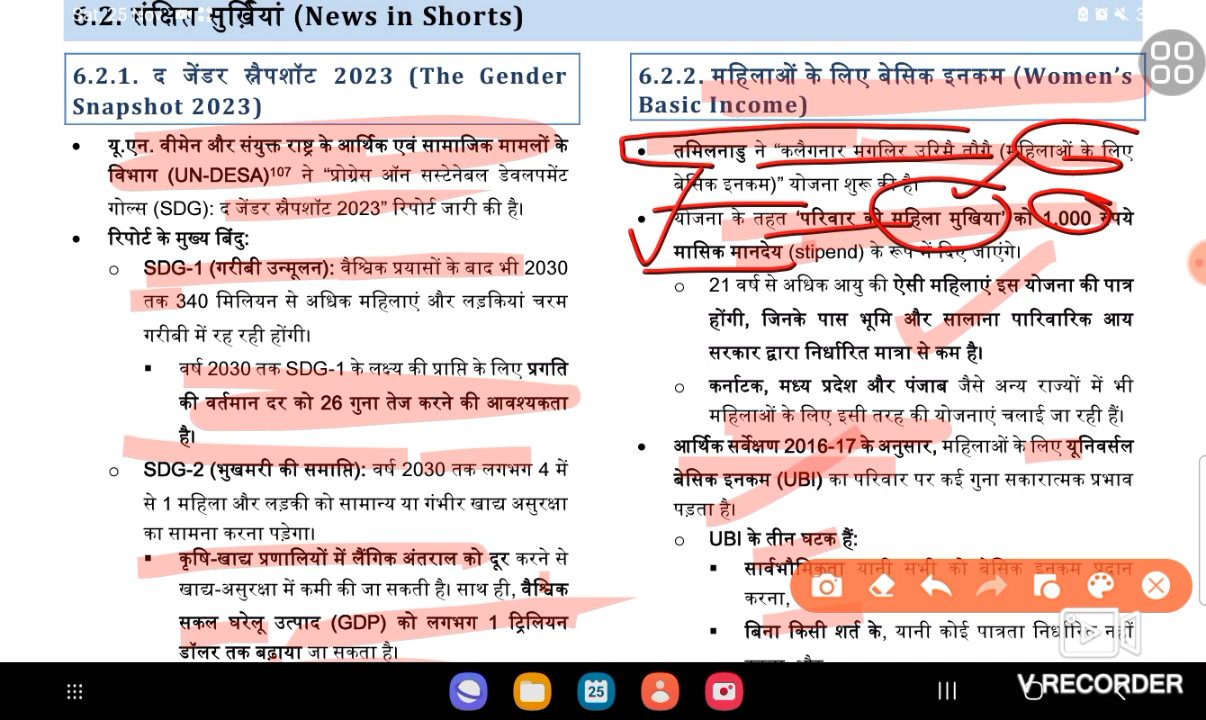 6.2. संक्षिप्त सुर्ख़ियां (News in Shorts)
6.2.1. द जेंडर स्नैपशॉट 2023 (The Gender
Snapshot 2023)
• यू.एन. वीमेन और संयुक्त राष्ट्र के आर्थिक एवं सामाजिक मामलों के
विभाग (UN-DESA)107 ने “प्रोग्रेस ऑन सस्टेनेबल डेवलपमेंट
गोल्स (SDG): द जेंडर स्नैपशॉट 2023” रिपोर्ट जारी की है।
• रिपोर्ट के मुख्य बिंदु:
o SDG-1 (गरीबी उन्मूलन): वैश्विक प्रयासों के बाद भी 2030
तक 340 मिलियन से अधिक महिलाएं और लड़कियां चरम
गरीबी में रह रही होंगी।
▪ वर्ष 2030 तक SDG-1 के लक्ष्य की प्राप्ति के लिए प्रगति
की वर्तमान दर को 26 गुना तेज करने की आवश्यकता
है।
o SDG-2 (भुखमरी की समाप्ति): वर्ष 2030 तक लगभग 4 में
से 1 महिला और लड़की को सामान्य या गंभीर खाद्य असुरक्षा
का सामना करना पड़ेगा।
▪ कृषि-खाद्य प्रणालियों में लैंगिक अंतराल को दूर करने से
खाद्य-असुरक्षा में कमी की जा सकती है। साथ ही, वैश्विक
सकल घरेलू उत्पाद (GDP) को लगभग 1 ट्रिलियन
डॉलर तक बढ़ाया जा सकता है।
6.2.2. महिलाओं के लिए बेसिक इनकम (Women’s
Basic Income)
• तमिलनाडु ने “कलैगनार मगलिर उरिमै तोगै (महिलाओं के लिए
बेसिक इनकम)” योजना शुरू की है।
• योजना के तहत ‘परिवार की महिला मुखिया’ को 1,000 रुपये
मासिक मानदेय (stipend) के रूप में दिए जाएंगे।
o 21 वर्ष से अधिक आयु की ऐसी महिलाएं इस योजना की पात्र
होंगी, जिनके पास भूमि और सालाना पारिवारिक आय
सरकार द्वारा निर्धारित मात्रा से कम है।
o कर्नाटक, मध्य प्रदेश और पंजाब जैसे अन्य राज्यों में भी
महिलाओं के लिए इसी तरह की योजनाएं चलाई जा रही हैं।
• आर्थिक सर्वेक्षण 2016-17 के अनुसार, महिलाओं के लिए यूनिवर्सल
बेसिक इनकम (UBI) का परिवार पर कई गुना सकारात्मक प्रभाव
पड़ता है।
o UBI के तीन घटक हैं:
▪ सार्वभौमिकता यानी सभी को बेसिक इनकम प्रदान
करना,
▪ बिना किसी शर्त के, यानी कोई पात्रता निर्धारित नहीं
25
VRECORDER